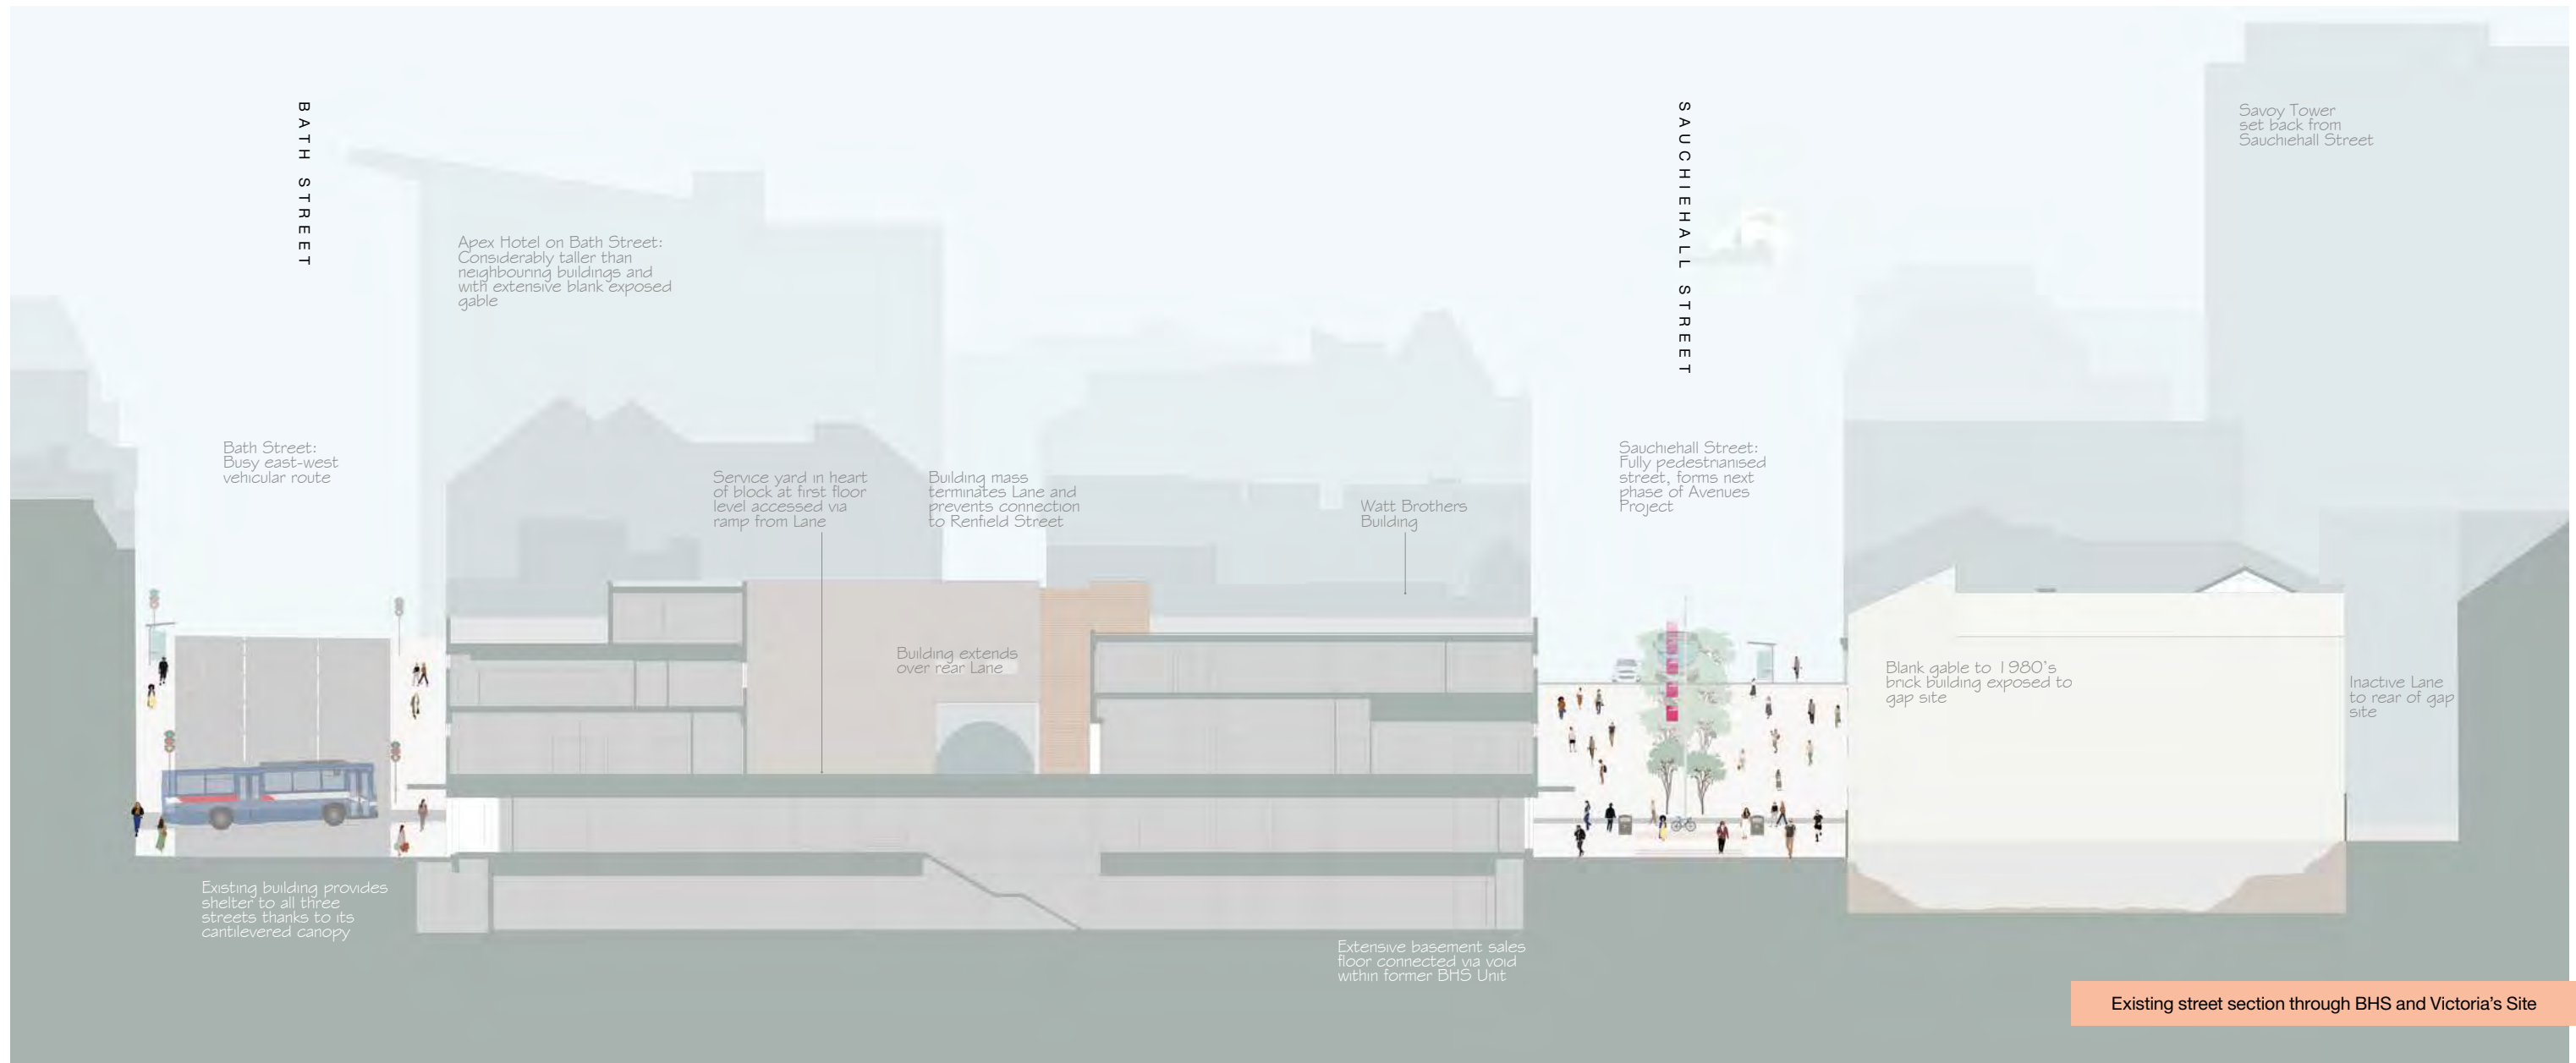 BATH STREET
SAUCHIEHALL STREET
Savoy Tower
set back from
Sauchiehall Street
Apex Hotel on Bath Street:
Considerably taller than
neighbouring buildings and
with extensive blank exposed
gable
Bath Street:
Busy east-west
vehicular route
Service yard in heart
of block at first floor
level accessed via
ramp from Lane
Building mass
terminates Lane and
prevents connection
to Renfield Street
Watt Brothers
Building
Sauchiehall Street:
Fully pedestrianised
street, forms next
phase of Avenues
Project
Building extends
over rear Lane
Blank gable to 1980's
brick building exposed to
gap site
Inactive Lane
to rear of gap
site
Existing building provides
shelter to all three
streets thanks to its
cantilevered canopy
Extensive basement sales
floor connected via void
within former BHS Unit
Existing street section through BHS and Victoria’s Site